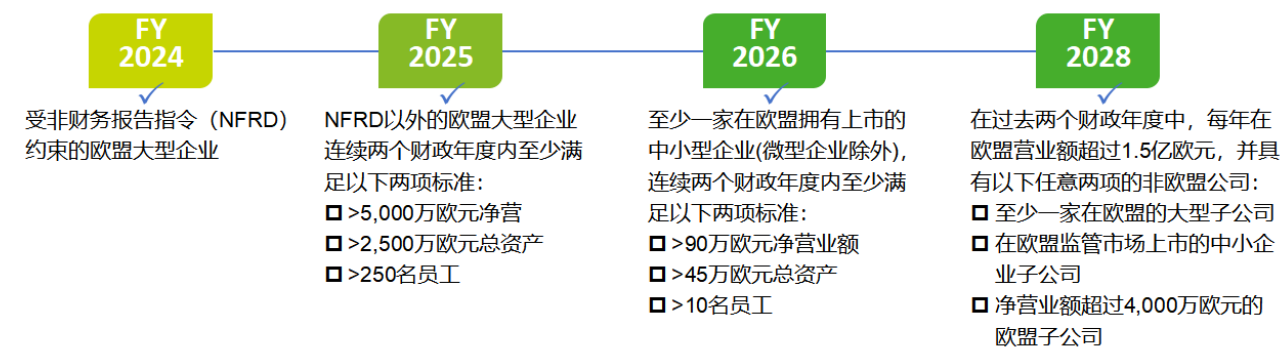 FY
2024
受非财务报告指令（NFRD）
约束的欧盟大型企业
FY
2025
NFRD以外的欧盟大型企业
连续两个财政年度内至少满
足以下两项标准：
>5,000万欧元净营
>2,500万欧元总资产
>250名员工
FY
2026
至少一家在欧盟拥有上市的
中小型企业(微型企业除外)，
连续两个财政年度内至少满
足以下两项标准：
>90万欧元净营业额
>45万欧元总资产
>10名员工
FY
2028
在过去两个财政年度中，每年在
欧盟营业额超过1.5亿欧元，并具
有以下任意两项的非欧盟公司：
至少一家在欧盟的大型子公司
在欧盟监管市场上市的中小企
业子公司
净营业额超过4,000万欧元的
欧盟子公司